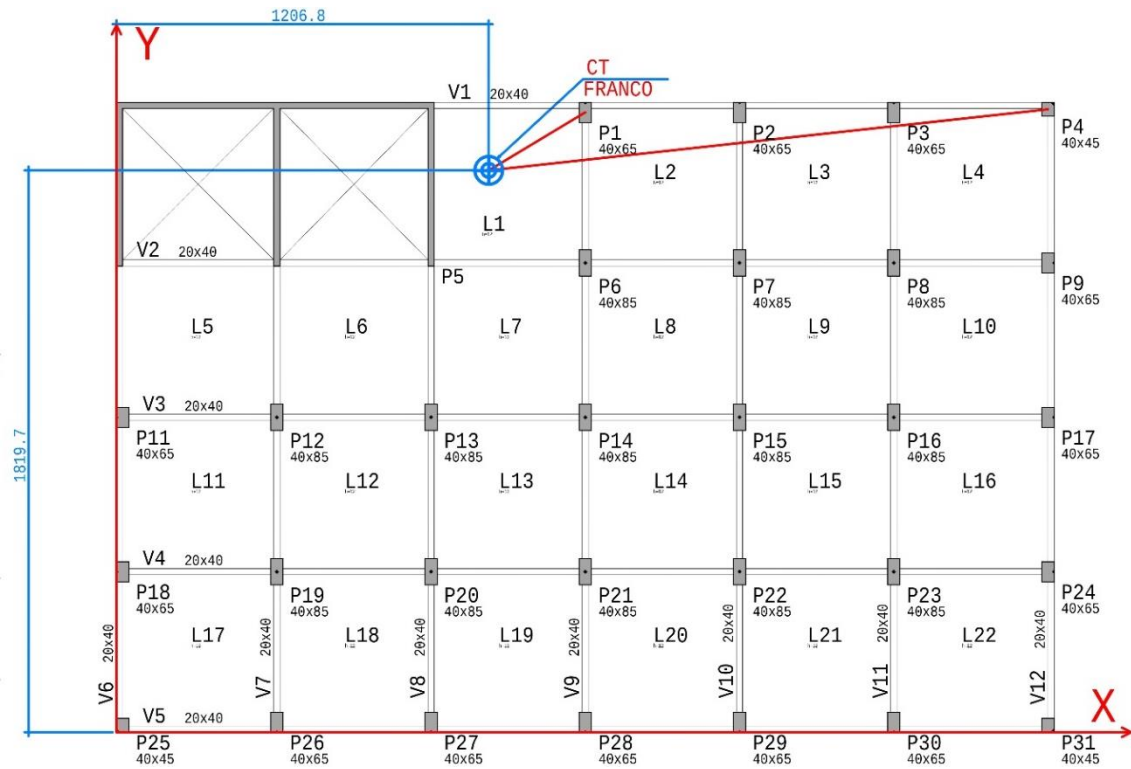 1206.8
Y
CT
FRANCO
V1 20x40
P1
40x65
P2
40x65
P3
40x65
P4
40x45
L2
L3
L4
L1
V2 20x40
P5
P6
40x85
P7
40x85
P8
40x85
P9
40x65
L5
L6
L7
L8
L9
L10
V3 20x40
1819.7
P11
40x65
P12
40x85
P13
40x85
P14
40x85
P15
40x85
P16
40x85
P17
40x65
L11
L12
L13
L14
L15
L16
V4 20x40
P18
40x65
P19
40x85
P20
40x85
P21
40x85
P22
40x85
P23
40x85
P24
40x65
L17
L18
L19
L20
L21
L22
V6 20x40
V7 20x40
V8 20x40
V9 20x40
V10 20x40
V11 20x40
V12 20x40
V5 20x40
X
P25
40x45
P26
40x65
P27
40x65
P28
40x65
P29
40x65
P30
40x65
P31
40x45